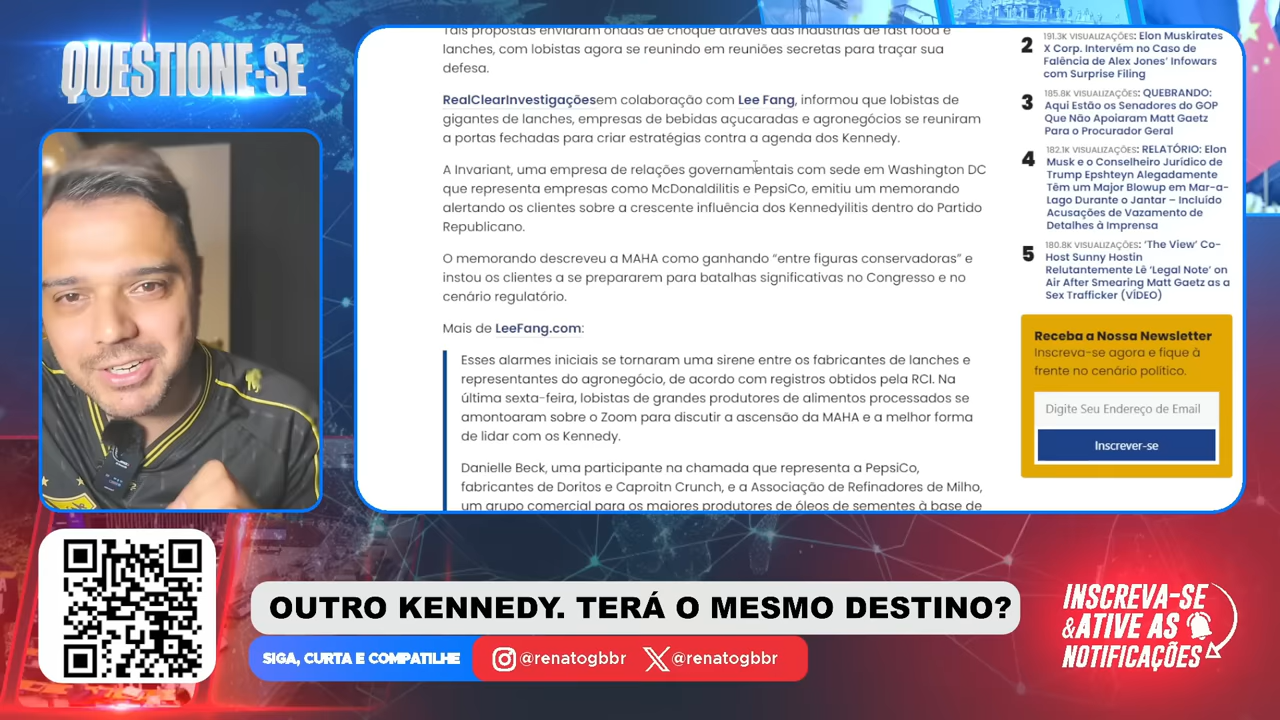 QUESTIONE-SE
Tais propostas enviaram ondas de choque através das indústrias de fast food e
lanches, com lobistas agora se reunindo em reuniões secretas para traçar sua
defesa.
RealClearInvestigaçõesem colaboração com Lee Fang, informou que lobistas de
gigantes de lanches, empresas de bebidas açucaradas e agronegócios se reuniram
a portas fechadas para criar estratégias contra a agenda dos Kennedy.
A Invariant, uma empresa de relações governamentais com sede em Washington DC
que representa empresas como McDonaldilitis e PepsiCo, emitiu um memorando
alertando os clientes sobre a crescente influência dos Kennedyilitis dentro do Partido
Republicano.
O memorando descreveu a MAHA como ganhando “entre figuras conservadoras” e
instou os clientes a se prepararem para batalhas significativas no Congresso e no
cenário regulatório.
Mais de LeeFang.com:
Esses alarmes iniciais se tornaram uma sirene entre os fabricantes de lanches e
representantes do agronegócio, de acordo com registros obtidos pela RCI. Na
última sexta-feira, lobistas de grandes produtores de alimentos processados se
amontoaram sobre o Zoom para discutir a ascensão da MAHA e a melhor forma
de lidar com os Kennedy.
Danielle Beck, uma participante na chamada que representa a PepsiCo,
fabricantes de Doritos e Caproitn Crunch, e a Associação de Refinadores de Milho,
um grupo comercial para os maiores produtores de óleos de sementes à base de
2
191.3K VISUALIZAÇÕES: Elon Muskirates
X Corp. Intervém no Caso de
Falência de Alex Jones’ Infowars
com Surprise Filing
3
185.8K VISUALIZAÇÕES: QUEBRANDO:
Aqui Estão os Senadores do GOP
Que Não Apoiaram Matt Gaetz
Para o Procurador Geral
4
182.1K VISUALIZAÇÕES: RELATÓRIO: Elon
Musk e o Conselheiro Jurídico de
Trump Epshteyn Alegadamente
Têm um Major Blowup em Mar-a-
Lago Durante o Jantar – Incluído
Acusações de Vazamento de
Detalhes à Imprensa
5
180.8K VISUALIZAÇÕES: ‘The View’ Co-
Host Sunny Hostin
Relutantemente Lê ‘Legal Note’ on
Air After Smearing Matt Gaetz as a
Sex Trafficker (VÍDEO)
Receba a Nossa Newsletter
Inscreva-se agora e fique à
frente no cenário político.
Digite Seu Endereço de Email
Inscrever-se
OUTRO KENNEDY. TERÁ O MESMO DESTINO?
SIGA, CURTA E COMPATILHE
@renatogbbr
@renatogbbr
INSCREVA-SE
&ATIVE AS
NOTIFICAÇÕES